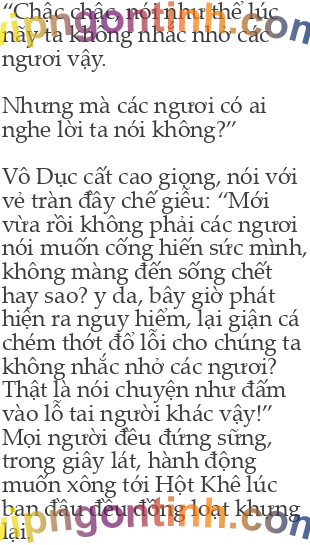 “Chậc chậc, nói như thể lúc
nãy ta không nhắc nhở các
ngươi vậy.
Nhưng mà các ngươi có ai
nghe lời ta nói không?”
Vô Dục cất cao giọng, nói với
vẻ tràn đầy chế giễu: “Mới
vừa rồi không phải các ngươi
nói muốn cống hiến sức mình,
không màng đến sống chết
hay sao? y da, bây giờ phát
hiện ra nguy hiểm, lại giận cá
chém thớt đổ lỗi cho chúng ta
không nhắc nhở các ngươi?
Thật là nói chuyện như đấm
vào lỗ tai người khác vậy!”
Mọi người đều đứng sững,
trong giây lát, hành động
muốn xông tới Hột Khê lúc
ban đầu đều đồng loạt khựng
lại.
vipngontinh.com